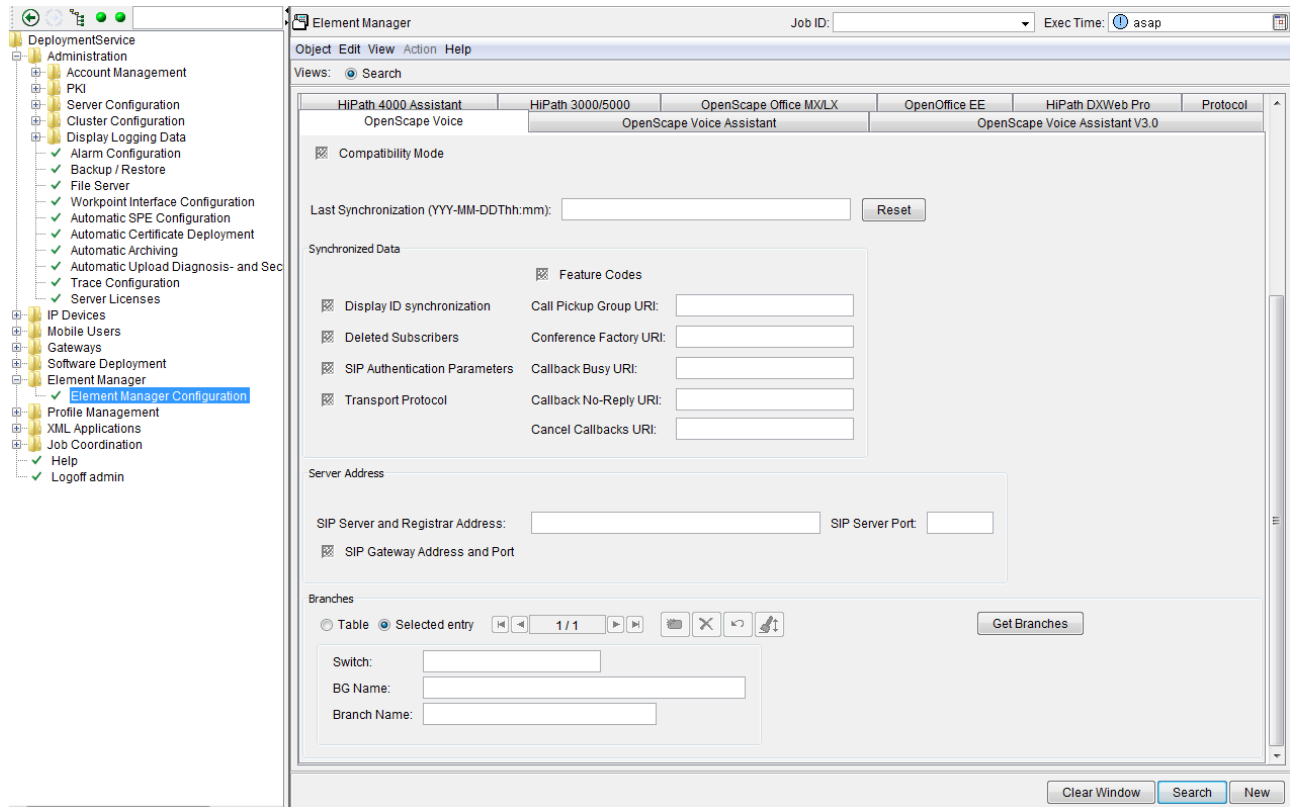 DeploymentService
Administration
Account Management
PKI
Server Configuration
Cluster Configuration
Display Logging Data
Alarm Configuration
Backup / Restore
File Server
Workpoint Interface Configuration
Automatic SPE Configuration
Automatic Certificate Deployment
Automatic Archiving
Automatic Upload Diagnosis- and Sec
Trace Configuration
Server Licenses
IP Devices
Mobile Users
Gateways
Software Deployment
Element Manager
Element Manager Configuration
Profile Management
XML Applications
Job Coordination
Help
Logoff admin
Element Manager Job ID: Exec Time: asap
Object Edit View Action Help
Views: Search
HiPath 4000 Assistant HiPath 3000/5000 OpenScape Office MX/LX OpenOffice EE HiPath DXWeb Pro Protocol
OpenScape Voice OpenScape Voice Assistant OpenScape Voice Assistant V3.0
Compatibility Mode
Last Synchronization (YYY-MM-DDThh:mm): Reset
Synchronized Data
Feature Codes
Display ID synchronization Call Pickup Group URI:
Deleted Subscribers Conference Factory URI:
SIP Authentication Parameters Callback Busy URI:
Transport Protocol Callback No-Reply URI:
Cancel Callbacks URI:
Server Address
SIP Server and Registrar Address: SIP Server Port:
SIP Gateway Address and Port
Branches
Table Selected entry 1 / 1 Get Branches
Switch:
BG Name:
Branch Name:
Clear Window Search New